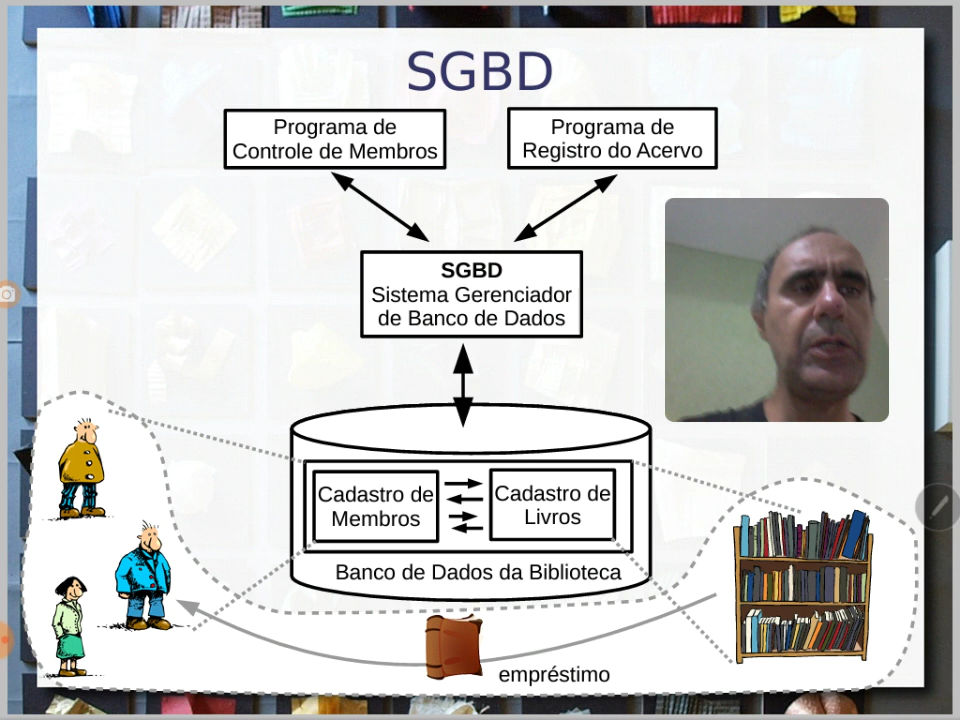 SGBD
Programa de
Controle de Membros
Programa de
Registro do Acervo
SGBD
Sistema Gerenciador
de Banco de Dados
Cadastro de
Membros
Cadastro de
Livros
Banco de Dados da Biblioteca
empréstimo